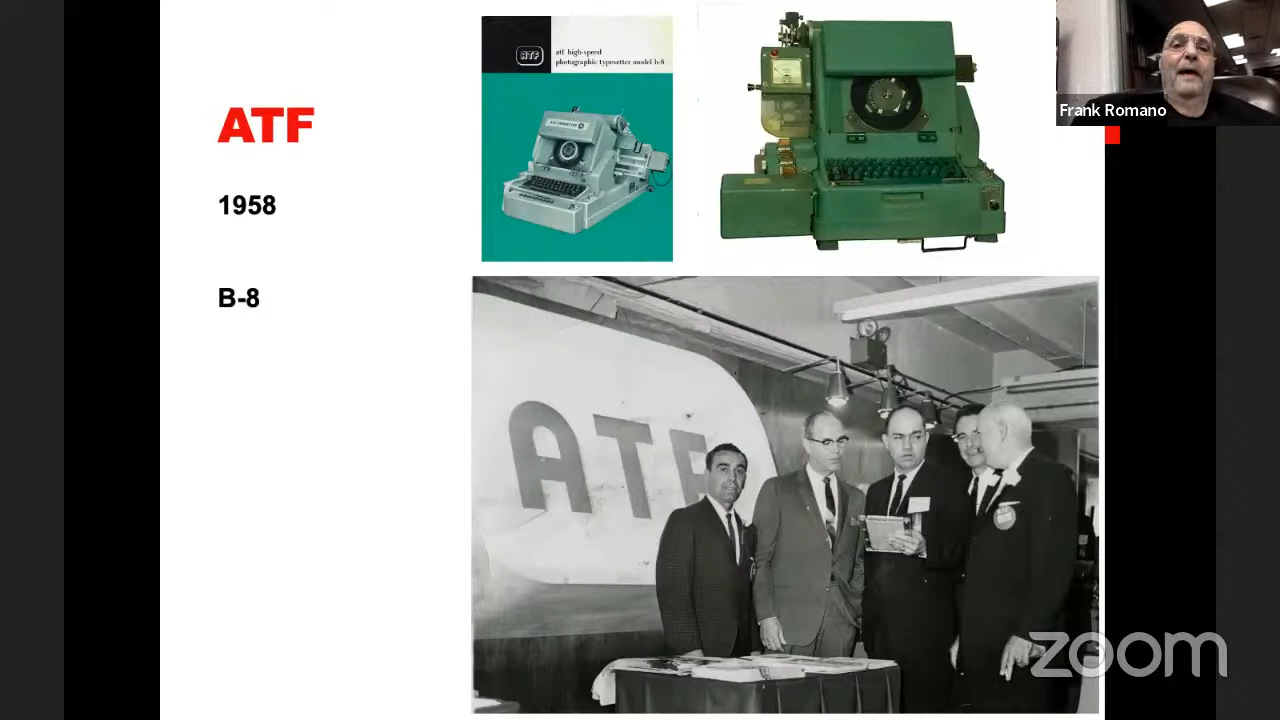 ATF
1958
B-8
ATF
atf high-speed
photographic typesetter model b-8
Frank Romano
ATF
zoom